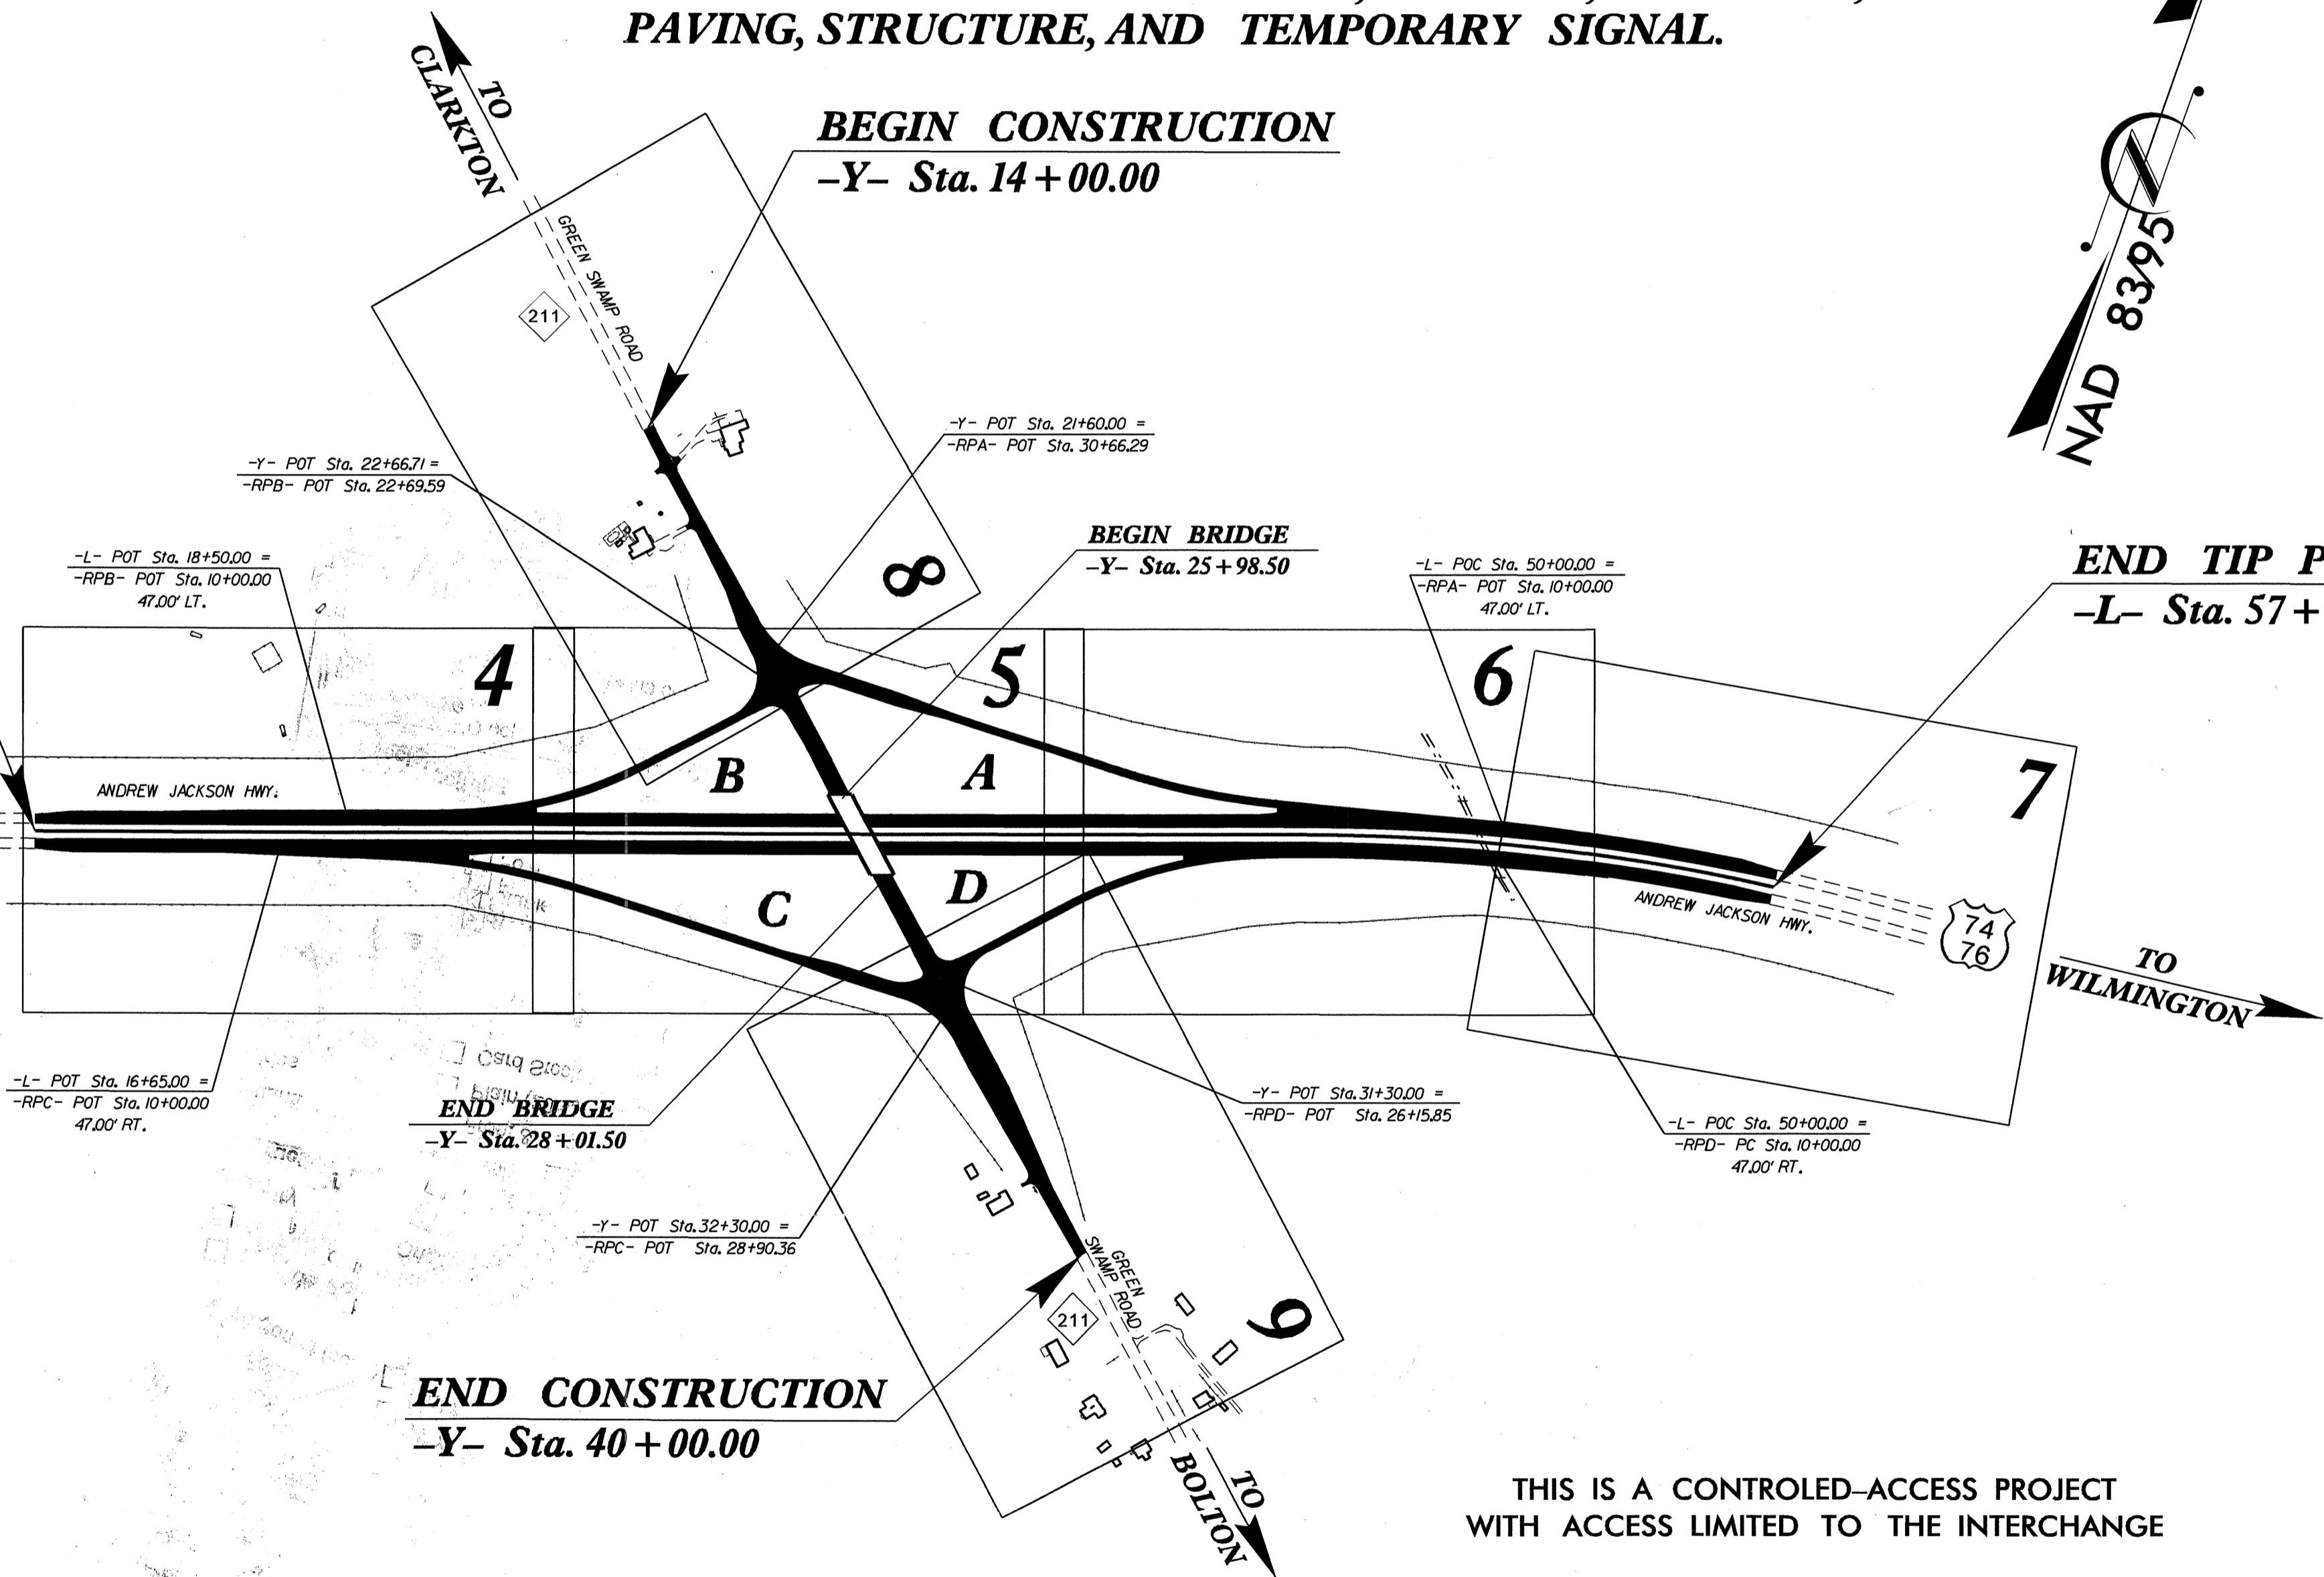 PAVING, STRUCTURE, AND TEMPORARY SIGNAL.
TO
CLARKTON
BEGIN CONSTRUCTION
–Y– Sta. 14 + 00.00
N
NAD 83/95
GREEN SWAMP ROAD
211
-Y- POT Sta. 21+60.00 =
-RPA- POT Sta. 30+66.29
-Y- POT Sta. 22+66.71 =
-RPB- POT Sta. 22+69.59
BEGIN BRIDGE
–Y– Sta. 25 + 98.50
-L- POT Sta. 18+50.00 =
-RPB- POT Sta. 10+00.00
47.00' LT.
-L- POC Sta. 50+00.00 =
-RPA- POT Sta. 10+00.00
47.00' LT.
END TIP P
–L– Sta. 57 +
8
4
5
6
7
B
A
ANDREW JACKSON HWY.
C
D
ANDREW JACKSON HWY.
74
76
TO
WILMINGTON
-L- POT Sta. 16+65.00 =
-RPC- POT Sta. 10+00.00
47.00' RT.
Card Stock
Plain
END BRIDGE
–Y– Sta. 28 + 01.50
-Y- POT Sta. 31+30.00 =
-RPD- POT Sta. 26+15.85
-L- POC Sta. 50+00.00 =
-RPD- PC Sta. 10+00.00
47.00' RT.
-Y- POT Sta. 32+30.00 =
-RPC- POT Sta. 28+90.36
GREEN
SWAMP ROAD
211
9
END CONSTRUCTION
–Y– Sta. 40 + 00.00
TO
BOLTON
THIS IS A CONTROLED–ACCESS PROJECT
WITH ACCESS LIMITED TO THE INTERCHANGE